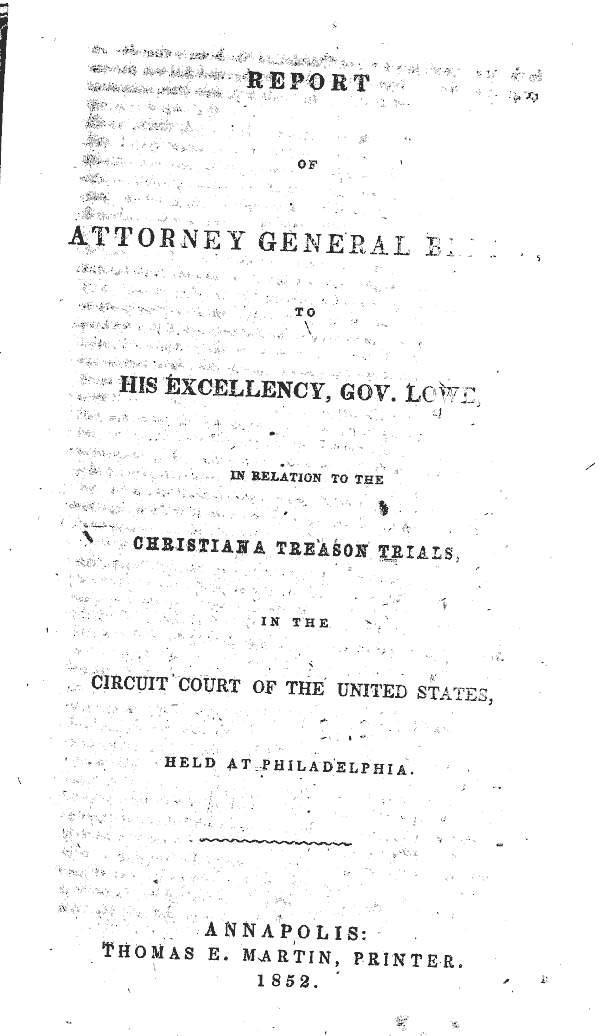 REPORT
OF
ATTORNEY GENERAL
TO
HIS EXCELLENCY, GOV. LOWE,
IN RELATION TO THE
CHRISTIANA TREASON TRIALS,
IN THE
CIRCUIT COURT OF THE UNITED STATES,
HELD AT PHILADELPHIA.
ANNAPOLIS:
THOMAS E. MARTIN, PRINTER.
1852.